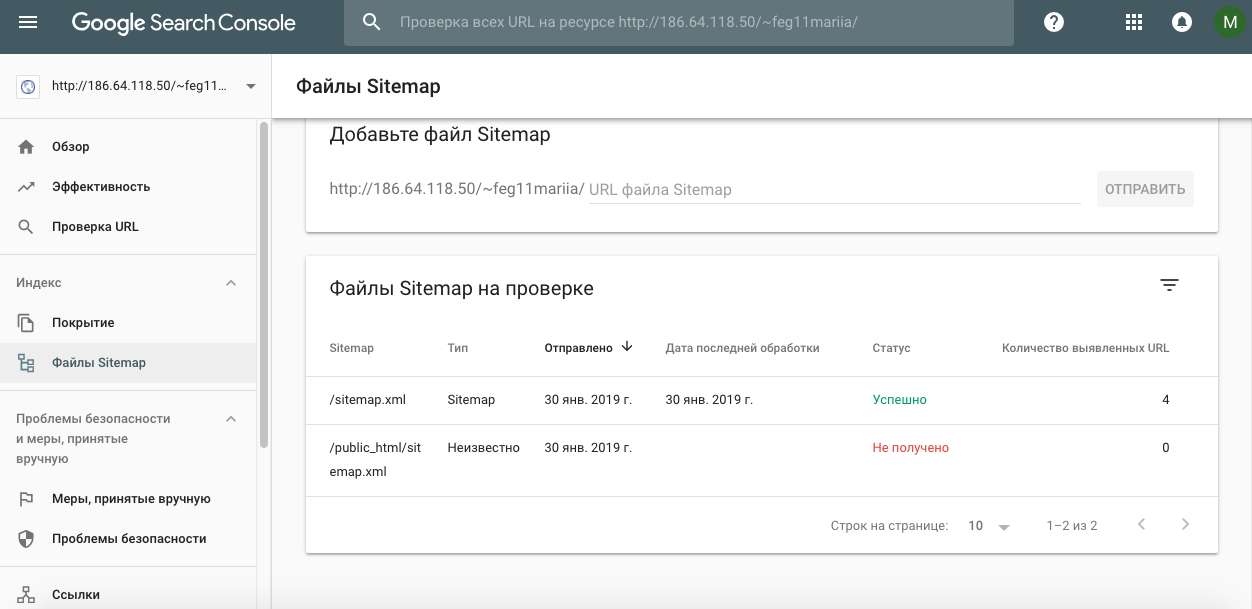 Google Search Console
Проверка всех URL на ресурсе http://186.64.118.50/~feg11mariia/
M
http://186.64.118.50/~feg11...
Файлы Sitemap
Обзор
Эффективность
Проверка URL
Индекс
Покрытие
Файлы Sitemap
Проблемы безопасности
и меры, принятые
вручную
Меры, принятые вручную
Проблемы безопасности
Ссылки
Добавьте файл Sitemap
http://186.64.118.50/~feg11mariia/ URL файла Sitemap ОТПРАВИТЬ
Файлы Sitemap на проверке
Sitemap Тип Отправлено Дата последней обработки Статус Количество выявленных URL
/sitemap.xml Sitemap 30 янв. 2019 г. 30 янв. 2019 г. Успешно 4
/public_html/sit Неизвестно 30 янв. 2019 г. Не получено 0
emap.xml
Строк на странице: 10 1–2 из 2